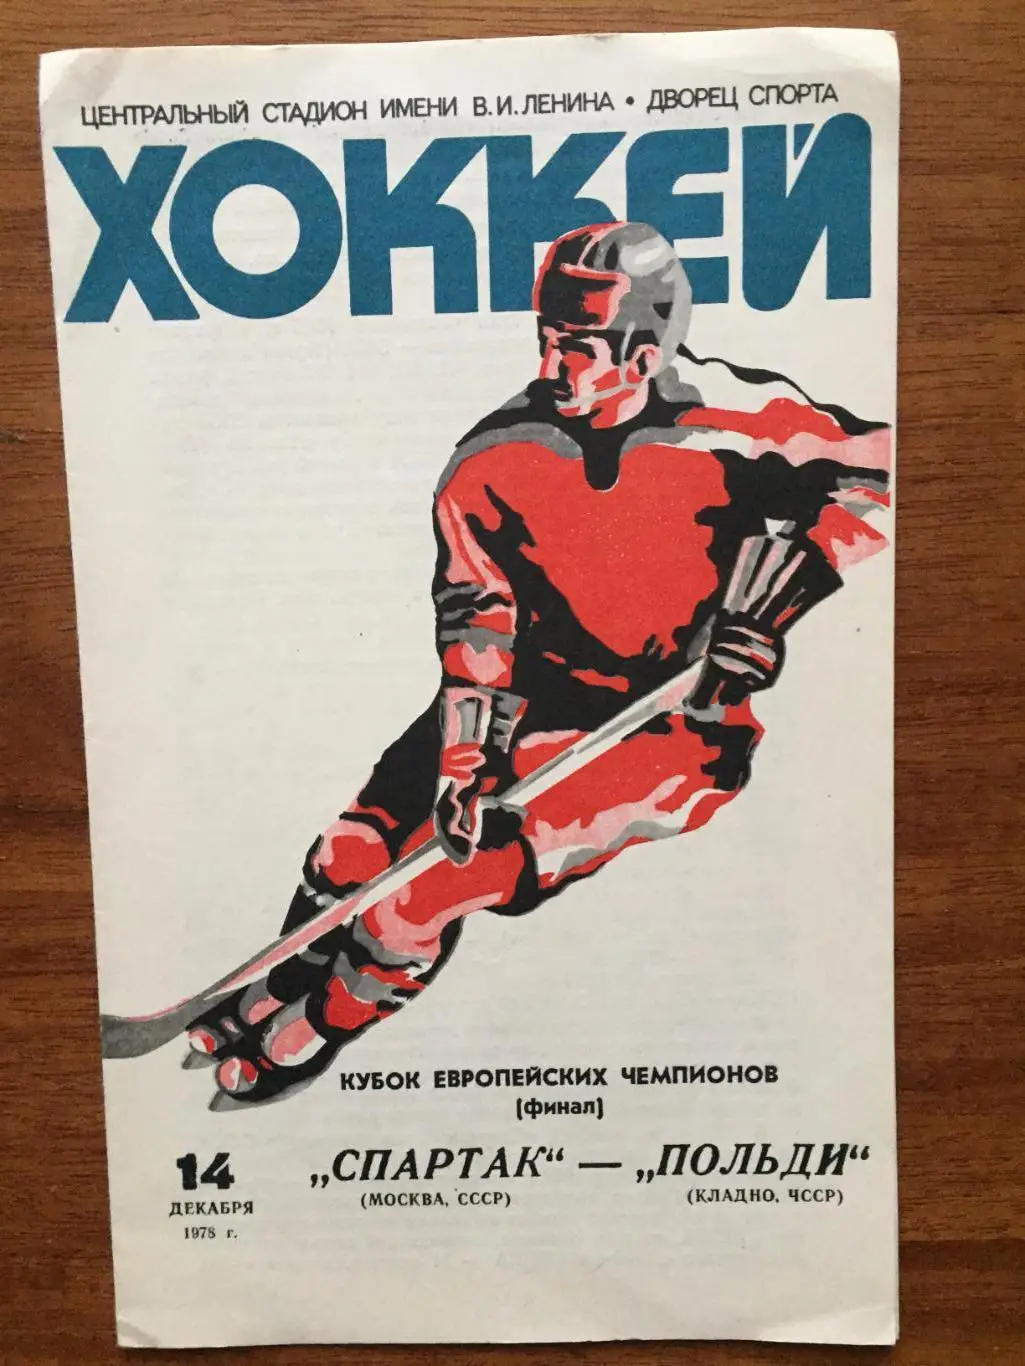 ЦЕНТРАЛЬНЫЙ СТАДИОН ИМЕНИ В.И.ЛЕНИНА • ДВОРЕЦ СПОРТА
ХОККЕЙ
КУБОК ЕВРОПЕЙСКИХ ЧЕМПИОНОВ
(финал)
14 „СПАРТАК“ — „ПОЛЬДИ“
ДЕКАБРЯ (МОСКВА, СССР) (КЛАДНО, ЧССР)
1978 г.